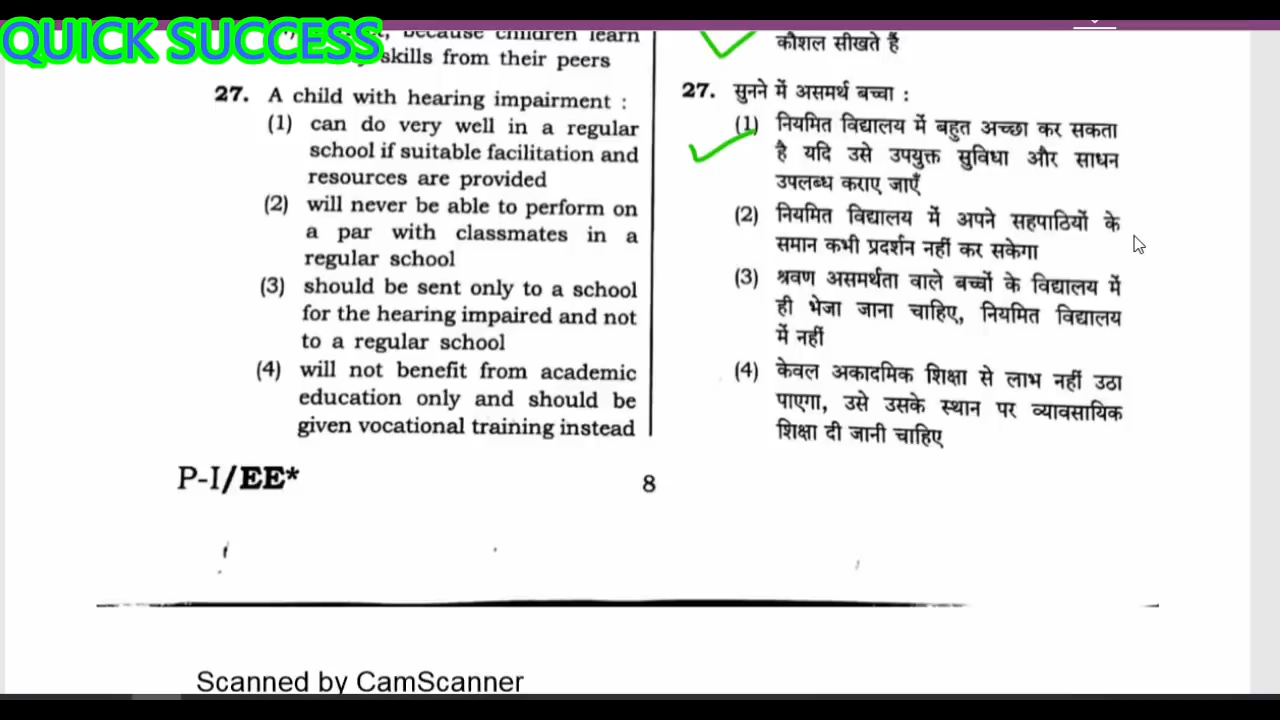 QUICK SUCCESS
because children learn
skills from their peers
27. A child with hearing impairment :
(1) can do very well in a regular
school if suitable facilitation and
resources are provided
(2) will never be able to perform on
a par with classmates in a
regular school
(3) should be sent only to a school
for the hearing impaired and not
to a regular school
(4) will not benefit from academic
education only and should be
given vocational training instead
कौशल सीखते हैं
27. सुनने में असमर्थ बच्चा :
(1) नियमित विद्यालय में बहुत अच्छा कर सकता
है यदि उसे उपयुक्त सुविधा और साधन
उपलब्ध कराए जाएँ
(2) नियमित विद्यालय में अपने सहपाठियों के
समान कभी प्रदर्शन नहीं कर सकेगा
(3) श्रवण असमर्थता वाले बच्चों के विद्यालय में
ही भेजा जाना चाहिए, नियमित विद्यालय
में नहीं
(4) केवल अकादमिक शिक्षा से लाभ नहीं उठा
पाएगा, उसे उसके स्थान पर व्यावसायिक
शिक्षा दी जानी चाहिए
P-I/EE*
8
Scanned by CamScanner